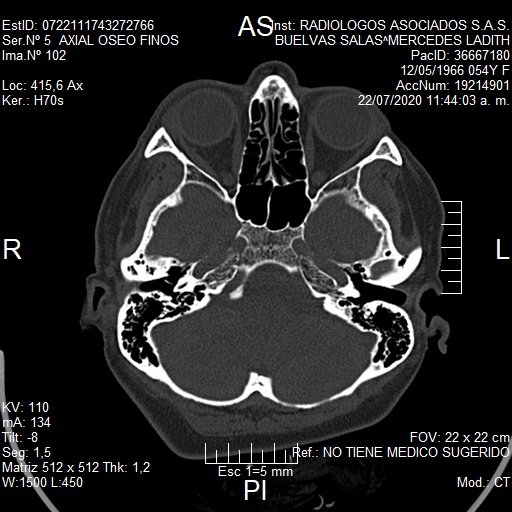 EstID: 0722111743272766
Ser.Nº 5 AXIAL OSEO FINOS
Ima.Nº 102
Loc: 415,6 Ax
Ker.: H70s
AS
Inst: RADIOLOGOS ASOCIADOS S.A.S.
BUELVAS SALAS^MERCEDES LADITH
PacID: 36667180
12/05/1966 054Y F
AccNum: 19214901
22/07/2020 11:44:03 a. m.
R
L
KV: 110
mA: 134
Tilt: -8
Seg: 1,5
Matriz 512 x 512 Thk: 1,2
W:1500 L:450
Esc 1=5 mm
PI
FOV: 22 x 22 cm
Ref.: NO TIENE MEDICO SUGERIDO
Mod.: CT